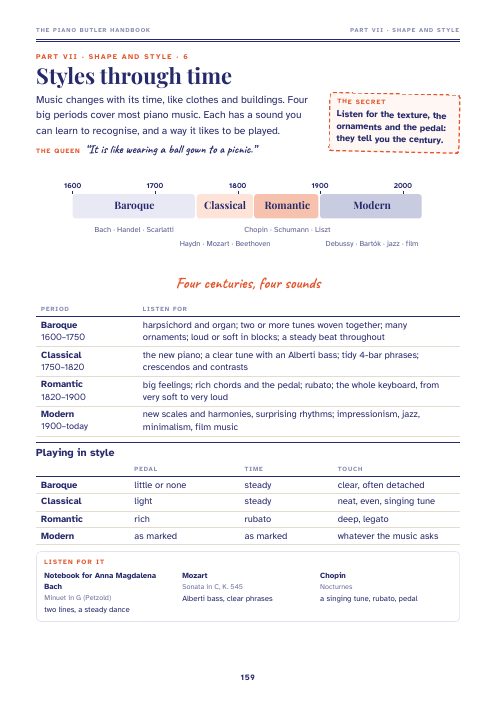 THE PIANO BUTLER HANDBOOK
PART VII · SHAPE AND STYLE
PART VII · SHAPE AND STYLE · 6
Styles through time
Music changes with its time, like clothes and buildings. Four
big periods cover most piano music. Each has a sound you
can learn to recognise, and a way it likes to be played.
THE QUEEN "It is like wearing a ball gown to a picnic."
THE SECRET
Listen for the texture, the
ornaments and the pedal:
they tell you the century.
1600 1700 1800 1900 2000
Baroque Classical Romantic Modern
Bach · Handel · Scarlatti Chopin · Schumann · Liszt
Haydn · Mozart · Beethoven Debussy · Bartók · jazz · film
Four centuries, four sounds
PERIOD LISTEN FOR
Baroque harpsichord and organ; two or more tunes woven together; many
1600–1750 ornaments; loud or soft in blocks; a steady beat throughout
Classical the new piano; a clear tune with an Alberti bass; tidy 4-bar phrases;
1750–1820 crescendos and contrasts
Romantic big feelings; rich chords and the pedal; rubato; the whole keyboard, from
1820–1900 very soft to very loud
Modern new scales and harmonies, surprising rhythms; impressionism, jazz,
1900–today minimalism, film music
Playing in style
PEDAL TIME TOUCH
Baroque little or none steady clear, often detached
Classical light steady neat, even, singing tune
Romantic rich rubato deep, legato
Modern as marked as marked whatever the music asks
LISTEN FOR IT
Notebook for Anna Magdalena
Bach
Minuet in G (Petzold)
two lines, a steady dance
Mozart
Sonata in C, K. 545
Alberti bass, clear phrases
Chopin
Nocturnes
a singing tune, rubato, pedal
159